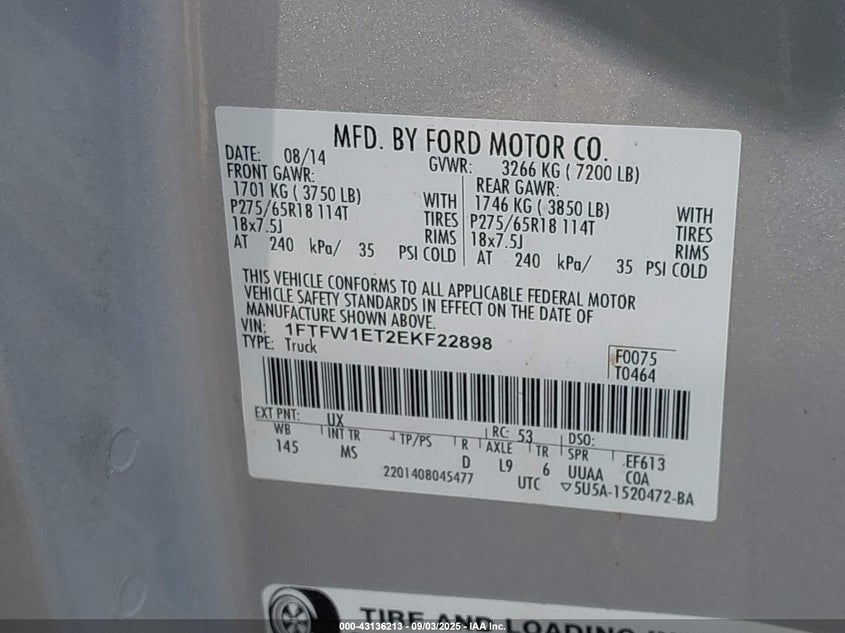 MFD. BY FORD MOTOR CO.
DATE: 08/14 GVWR: 3266 KG ( 7200 LB)
FRONT GAWR: REAR GAWR:
1701 KG ( 3750 LB) WITH 1746 KG ( 3850 LB) WITH
P275/65R18 114T TIRES P275/65R18 114T TIRES
18x7.5J RIMS 18x7.5J RIMS
AT 240 kPa/ 35 PSI COLD AT 240 kPa/ 35 PSI COLD
THIS VEHICLE CONFORMS TO ALL APPLICABLE FEDERAL MOTOR
VEHICLE SAFETY STANDARDS IN EFFECT ON THE DATE OF
MANUFACTURE SHOWN ABOVE.
VIN: 1FTFW1ET2EKF22898
TYPE: Truck
F0075
T0464
EXT PNT: UX RC: 53 DSO:
WB INT TR TP/PS R AXLE TR SPR EF613
145 MS D L9 6 UUAA COA
2201408045477 UTC ▽5U5A-1520472-BA
TIRE AND LOADING
000-43136213 - 09/03/2025 - IAA Inc.